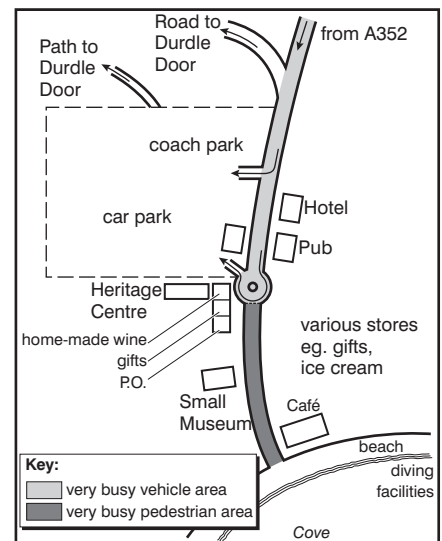 Road to
Durdle
Door
from A352
Path to
Durdle
Door
coach park
car park
Hotel
Pub
Heritage
Centre
home-made wine
gifts
P.O.
various stores
eg. gifts,
ice cream
Small
Museum
Café
beach
diving
facilities
Key:
very busy vehicle area
very busy pedestrian area
Cove